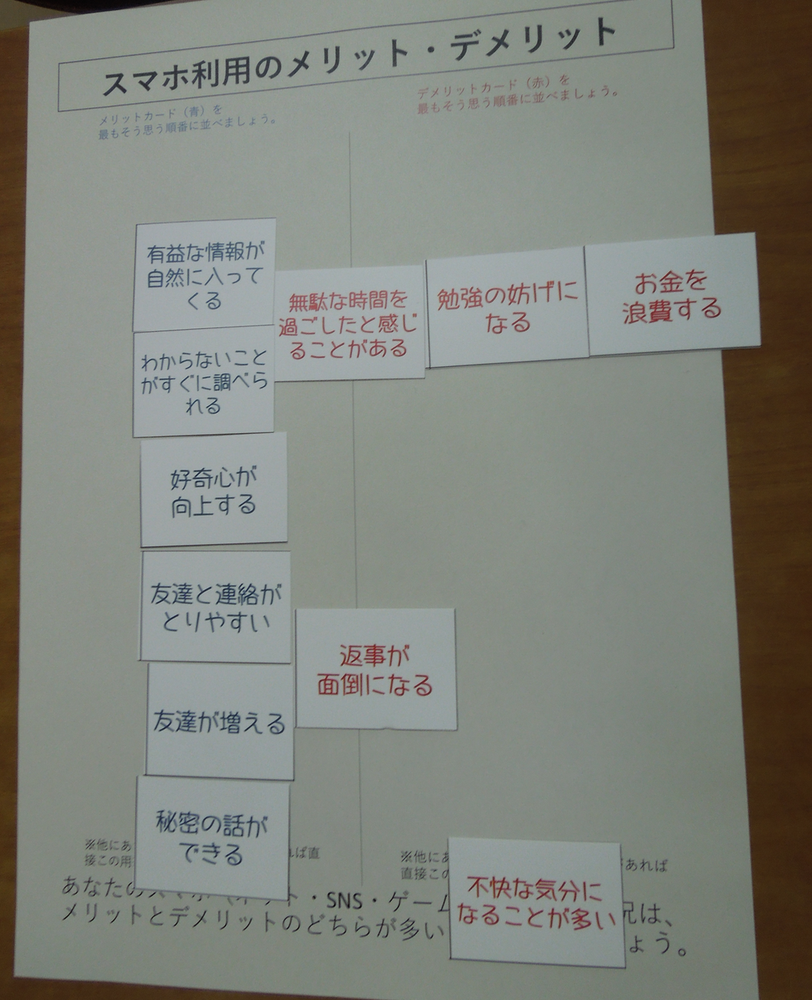 スマホ利用のメリット・デメリット
メリットカード（青）を
最もそう思う順番に並べましょう。
デメリットカード（赤）を
最もそう思う順番に並べましょう。
有益な情報が
自然に入って
くる
わからないこと
がすぐに調べら
れる
好奇心が
向上する
友達と連絡が
とりやすい
友達が増える
秘密の話が
できる
無駄な時間を
過ごしたと感じ
ることがある
勉強の妨げに
なる
お金を
浪費する
返事が
面倒になる
不快な気分に
なることが多い
※他にあ
れば直
接この用
※他にあ
あれば
直接この
あなたの ト・SNS・ゲーム 況は、
メリットとデメリットのどちらが多い ょう。